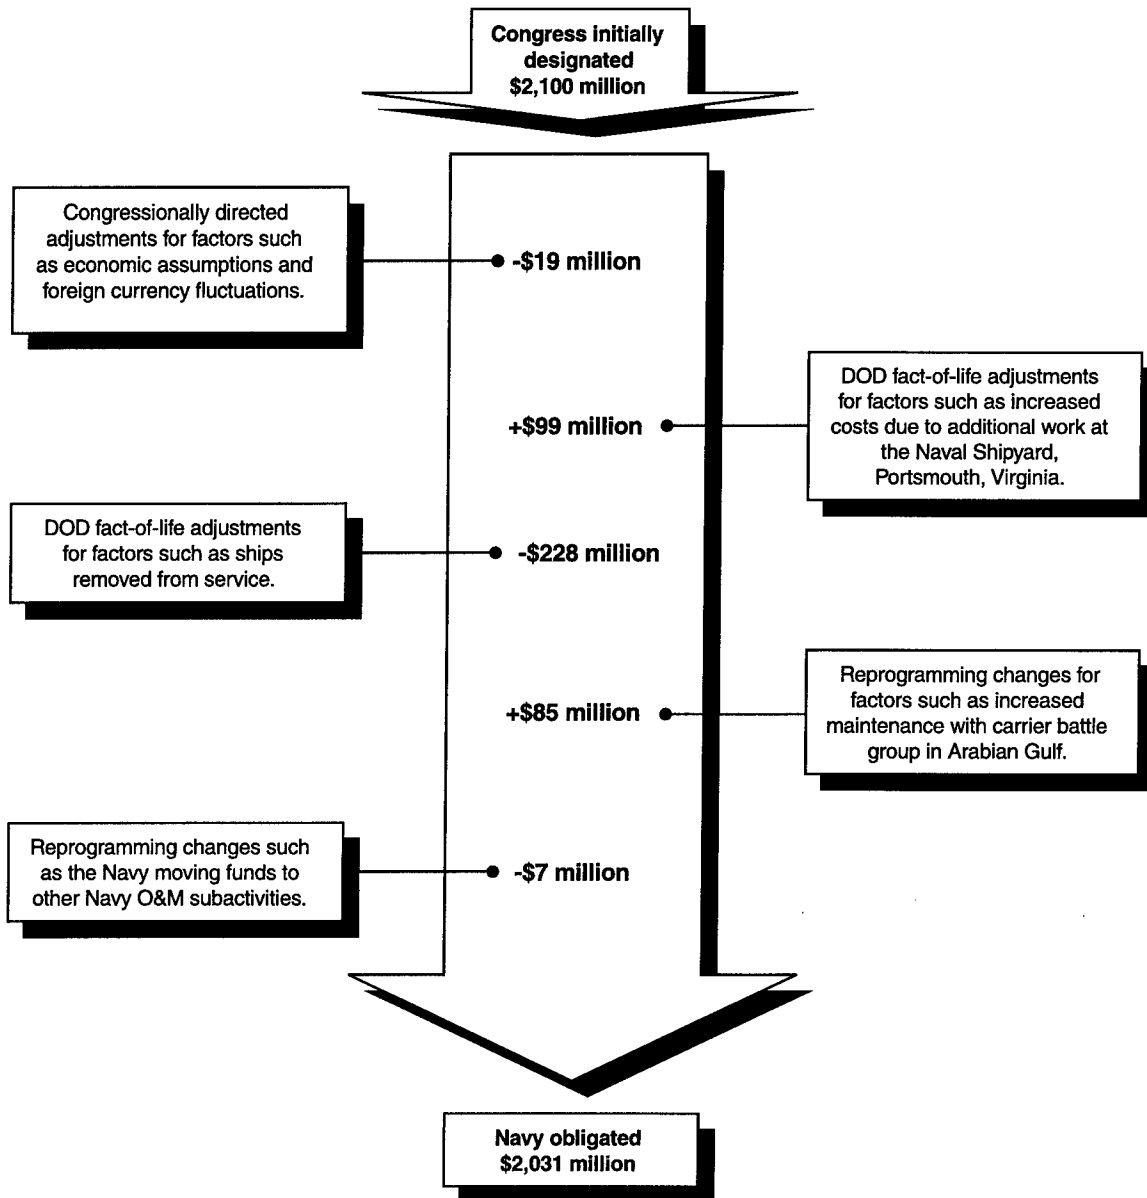 Congress initially
designated
$2,100 million
Congressionally directed
adjustments for factors such
as economic assumptions and
foreign currency fluctuations.
-$19 million
DOD fact-of-life adjustments
for factors such as increased
costs due to additional work at
the Naval Shipyard,
Portsmouth, Virginia.
+$99 million
DOD fact-of-life adjustments
for factors such as ships
removed from service.
-$228 million
Reprogramming changes for
factors such as increased
maintenance with carrier battle
group in Arabian Gulf.
+$85 million
Reprogramming changes such
as the Navy moving funds to
other Navy O&M subactivities.
-$7 million
Navy obligated
$2,031 million